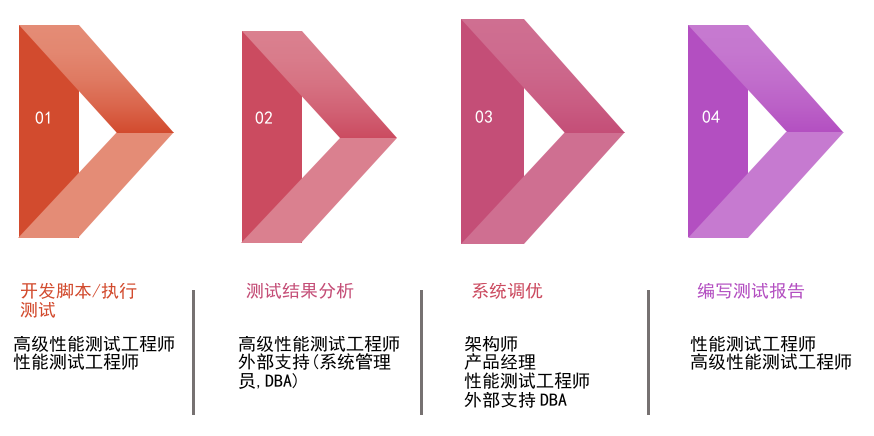 01
02
03
04
开发脚本/执行
测试
高级性能测试工程师
性能测试工程师
测试结果分析
高级性能测试工程师
外部支持(系统管理
员,DBA)
系统调优
架构师
产品经理
性能测试工程师
外部支持 DBA
编写测试报告
性能测试工程师
高级性能测试工程师